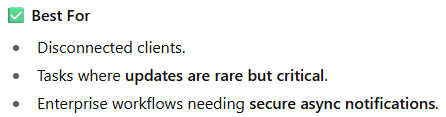 ✅ Best For
• Disconnected clients.
• Tasks where updates are rare but critical.
• Enterprise workflows needing secure async notifications.